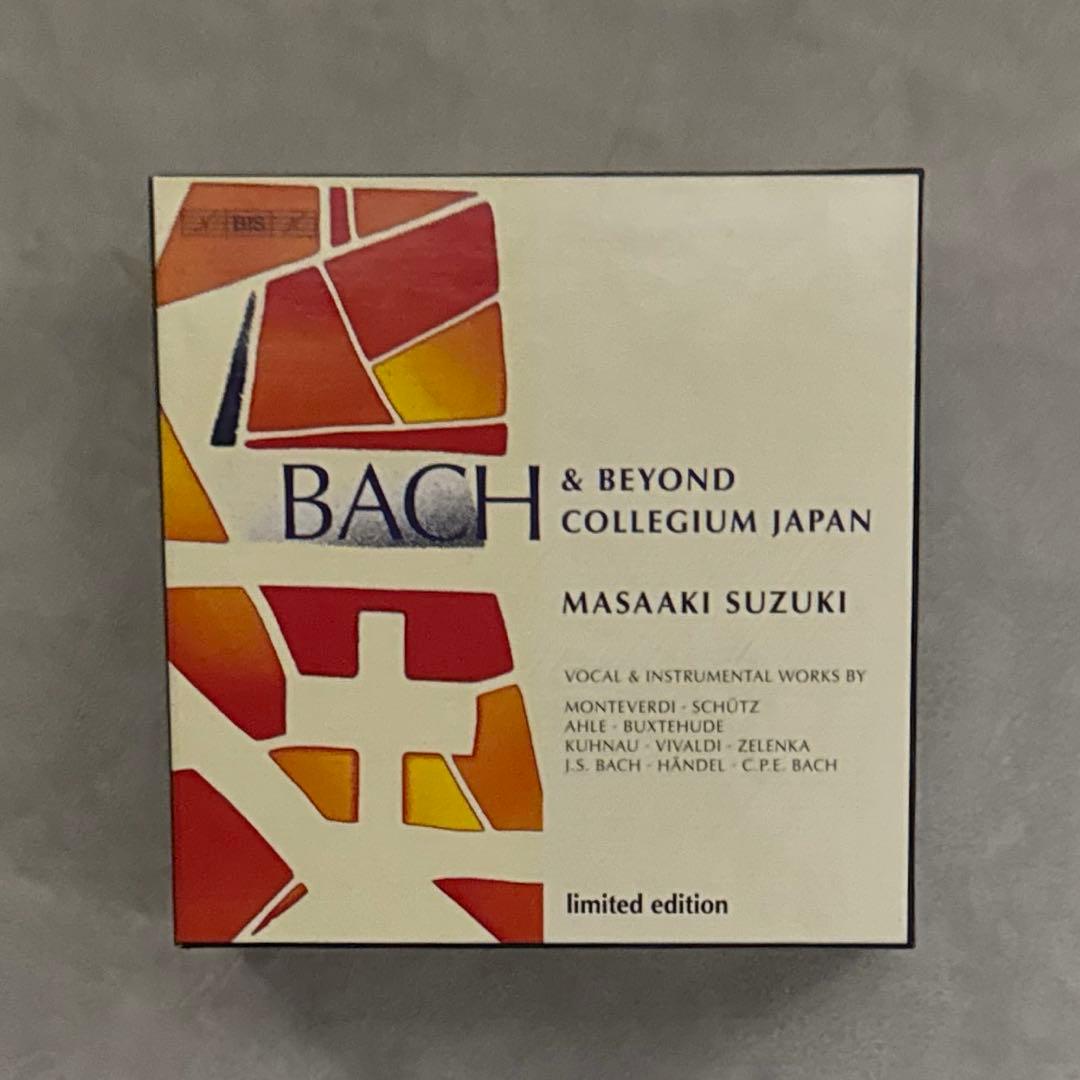 BIS
BACH & BEYOND
COLLEGIUM JAPAN
MASAAKI SUZUKI
VOCAL & INSTRUMENTAL WORKS BY
MONTEVERDI - SCHÜTZ
AHLE - BUXTEHUDE
KUHNAU - VIVALDI - ZELENKA
J.S. BACH - HÄNDEL - C.P.E. BACH
limited edition